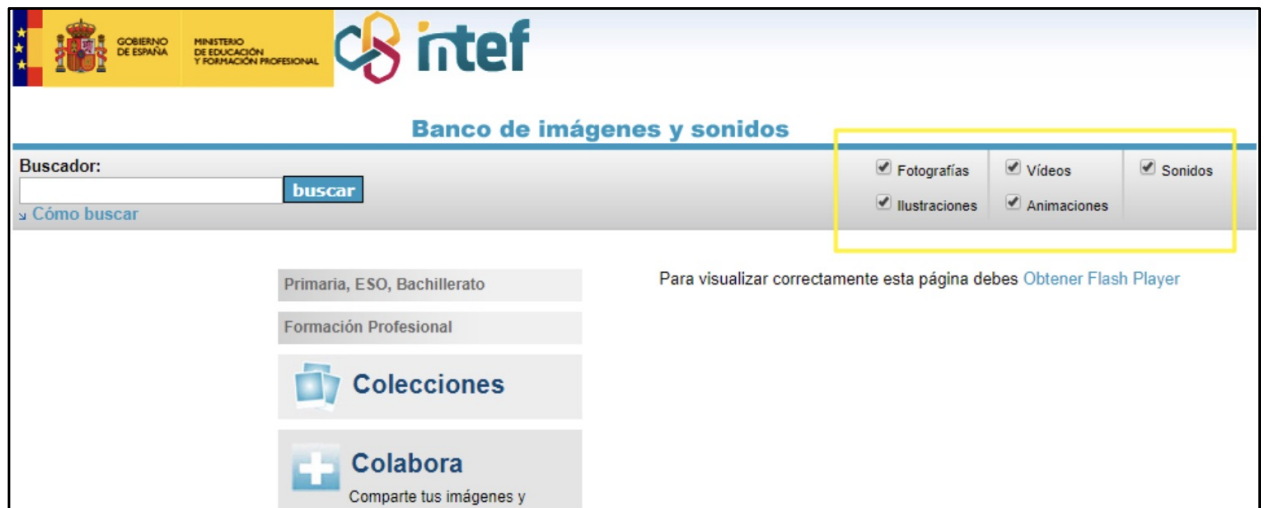 GOBIERNO
DE ESPAÑA
MINISTERIO
DE EDUCACIÓN
Y FORMACIÓN PROFESIONAL
intef
Banco de imágenes y sonidos
Buscador:
buscar
Cómo buscar
Fotografías
Vídeos
Sonidos
Ilustraciones
Animaciones
Primaria, ESO, Bachillerato
Formación Profesional
Colecciones
Colabora
Comparte tus imágenes y
Para visualizar correctamente esta página debes Obtener Flash Player